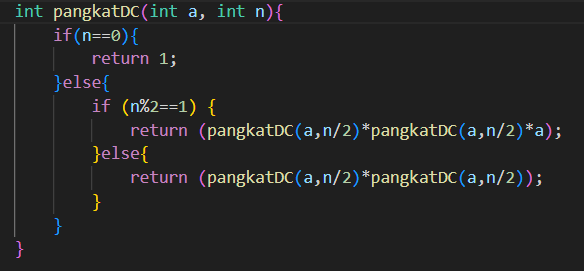 int pangkatDC(int a, int n){
if(n==0){
return 1;
}else{
if (n%2==1) {
return (pangkatDC(a,n/2)*pangkatDC(a,n/2)*a);
}else{
return (pangkatDC(a,n/2)*pangkatDC(a,n/2));
}
}
}